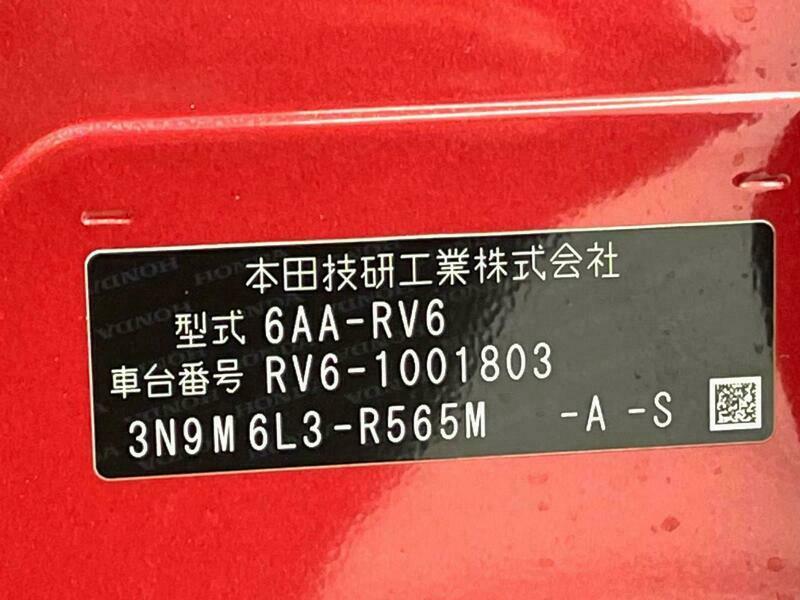 本田技研工業株式会社
型式 6AA-RV6
車台番号 RV6-1001803
3N9M6L3-R565M -A -S